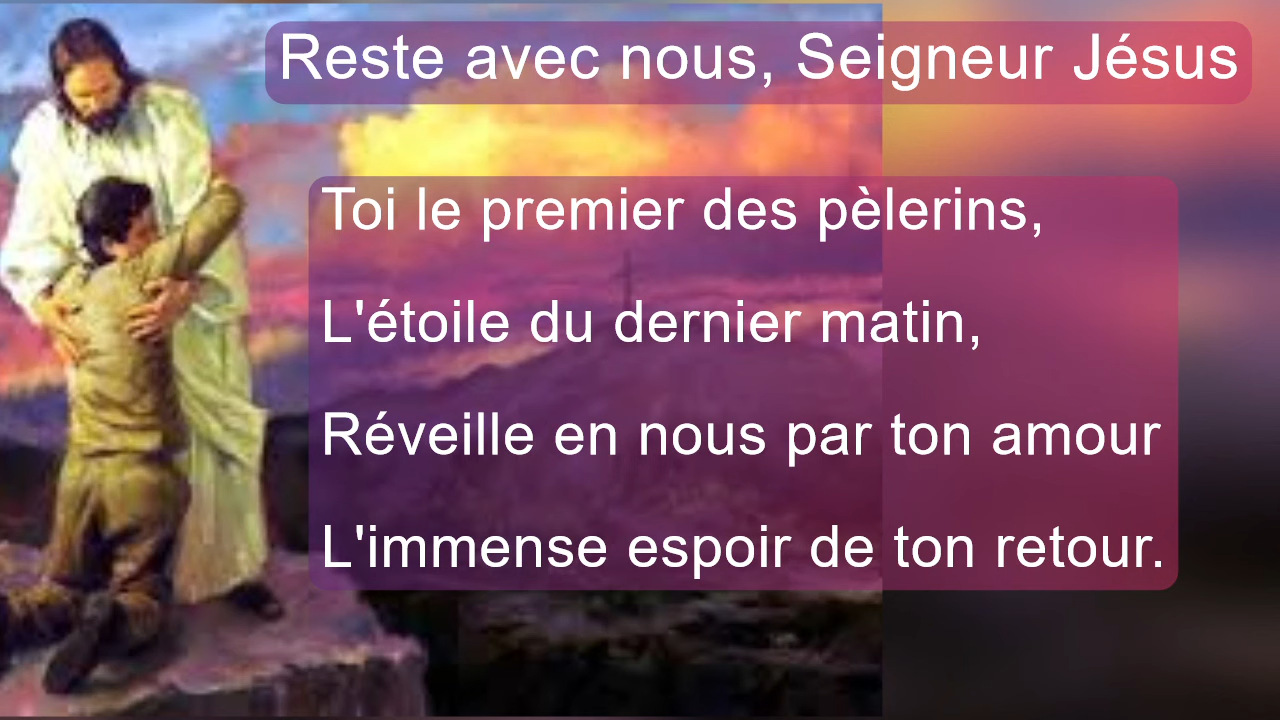 Reste avec nous, Seigneur Jésus
Toi le premier des pèlerins,
L'étoile du dernier matin,
Réveille en nous par ton amour
L'immense espoir de ton retour.